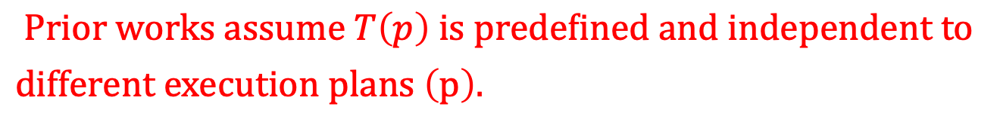 Prior works assume T(p) is predefined and independent to
different execution plans (p).